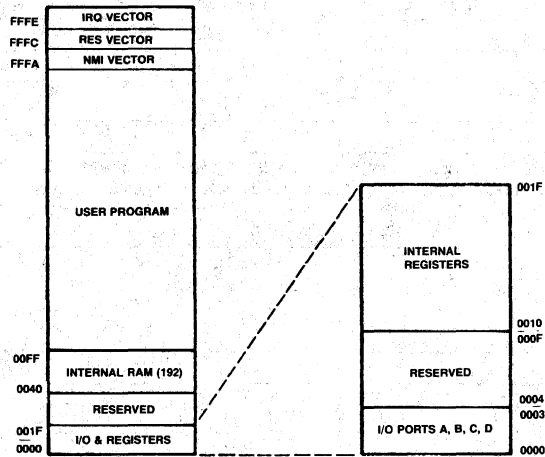 FFFE IRQ VECTOR
FFFC RES VECTOR
FFFA NMI VECTOR
USER PROGRAM
00FF
INTERNAL RAM (192)
0040
RESERVED
001F
I/O & REGISTERS
0000
001F
INTERNAL
REGISTERS
0010
000F
RESERVED
0004
0003
I/O PORTS A, B, C, D
0000